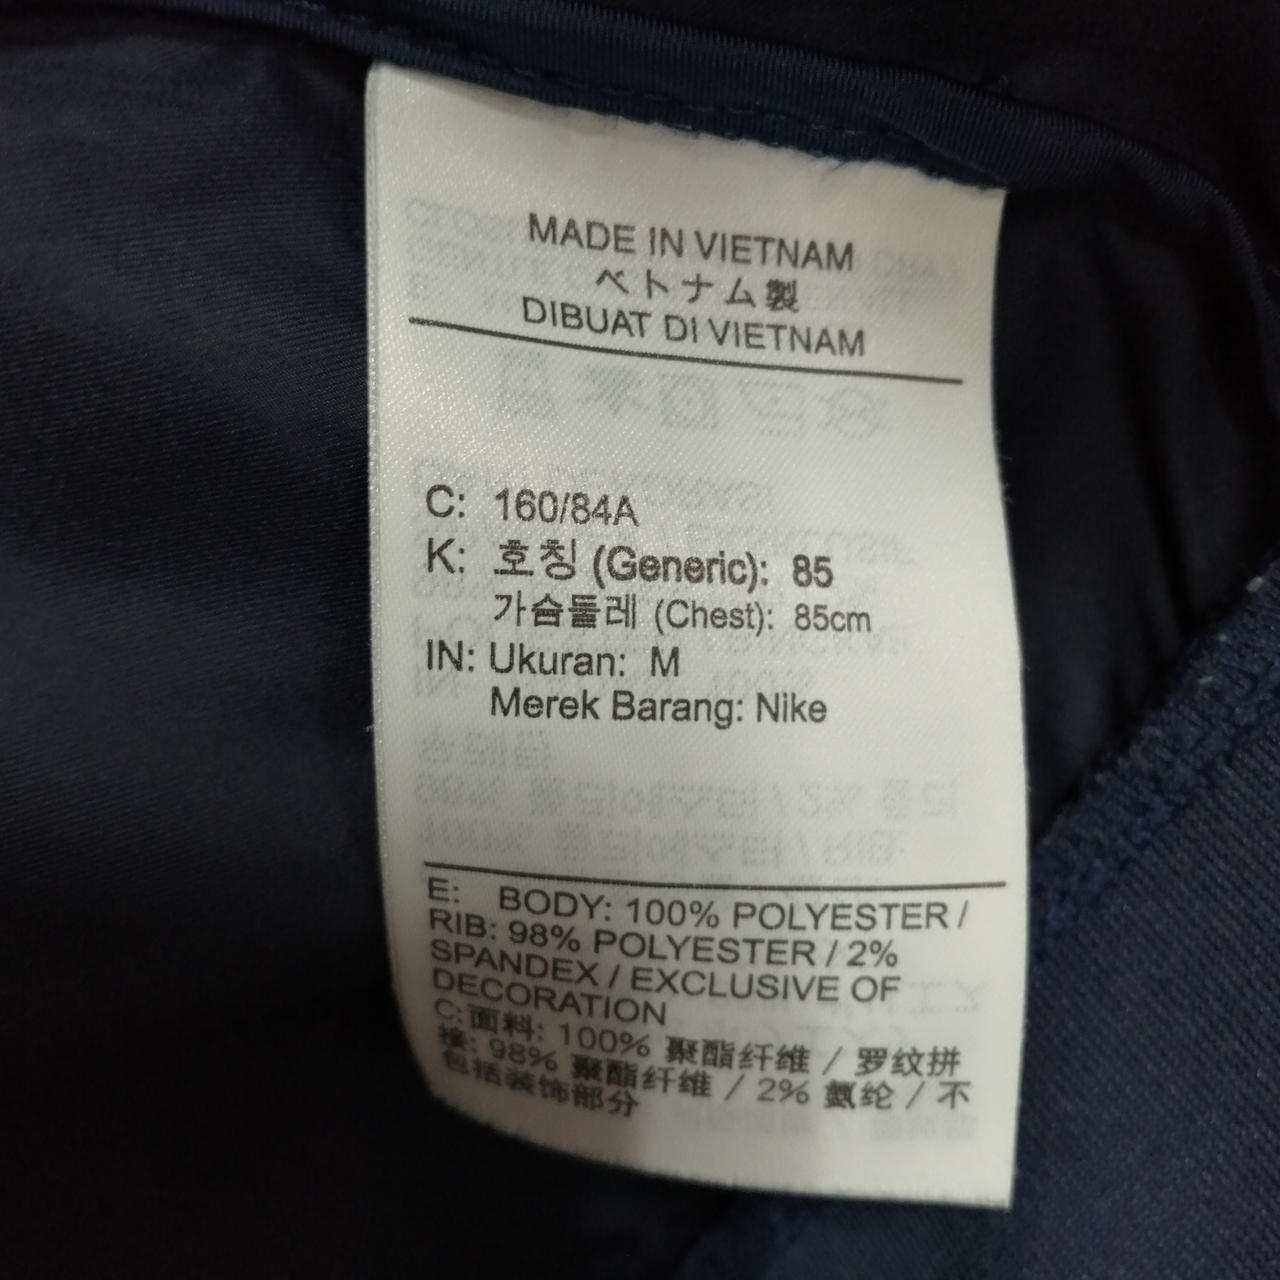 MADE IN VIETNAM
ベトナム製
DIBUAT DI VIETNAM
C: 160/84A
K: 호칭 (Generic): 85
가슴둘레 (Chest): 85cm
IN: Ukuran: M
Merek Barang: Nike
E: BODY: 100% POLYESTER /
RIB: 98% POLYESTER / 2%
SPANDEX / EXCLUSIVE OF
DECORATION
C: 面料: 100% 聚酯纤维 / 罗纹拼
接: 98% 聚酯纤维 / 2% 氨纶 / 不
包括装饰部分